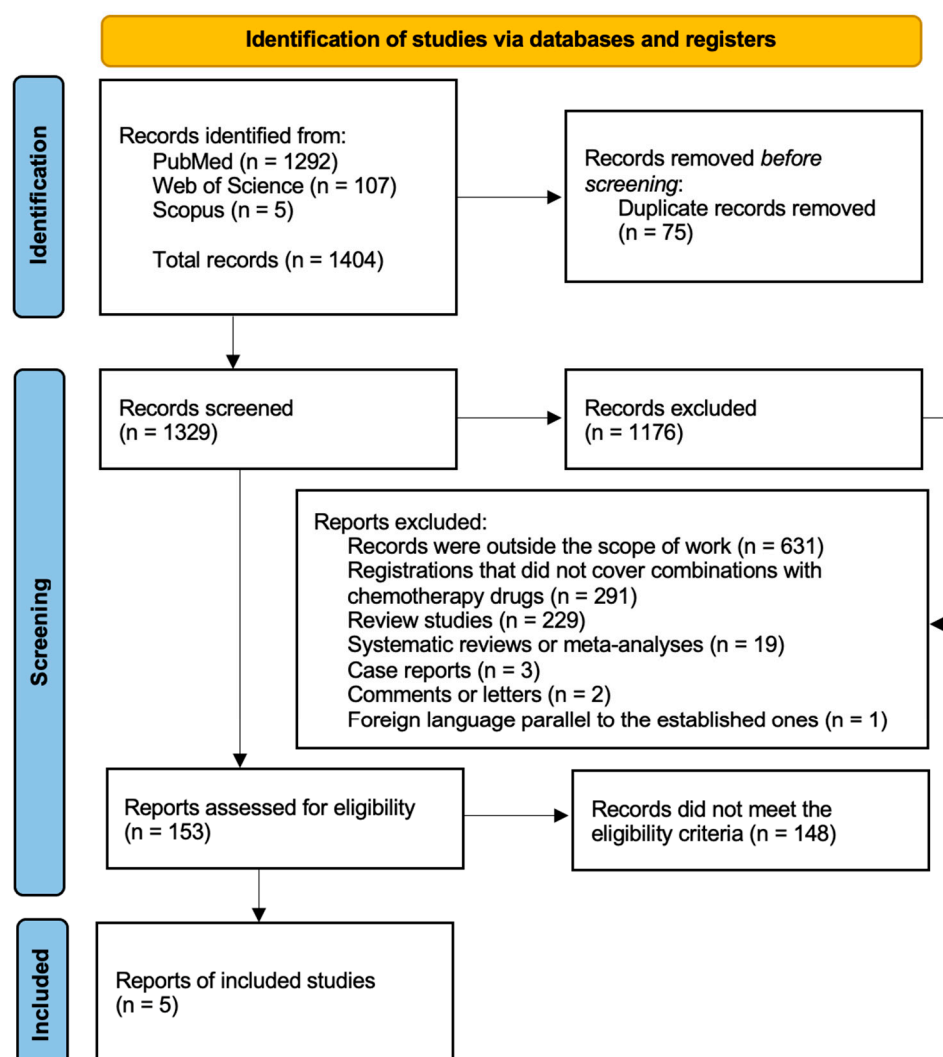 Identification of studies via databases and registers
Identification
Records identified from:
PubMed (n = 1292)
Web of Science (n = 107)
Scopus (n = 5)
Total records (n = 1404)
Records removed before
screening:
Duplicate records removed
(n = 75)
Screening
Records screened
(n = 1329)
Records excluded
(n = 1176)
Reports excluded:
Records were outside the scope of work (n = 631)
Registrations that did not cover combinations with
chemotherapy drugs (n = 291)
Review studies (n = 229)
Systematic reviews or meta-analyses (n = 19)
Case reports (n = 3)
Comments or letters (n = 2)
Foreign language parallel to the established ones (n = 1)
Reports assessed for eligibility
(n = 153)
Records did not meet the
eligibility criteria (n = 148)
Included
Reports of included studies
(n = 5)